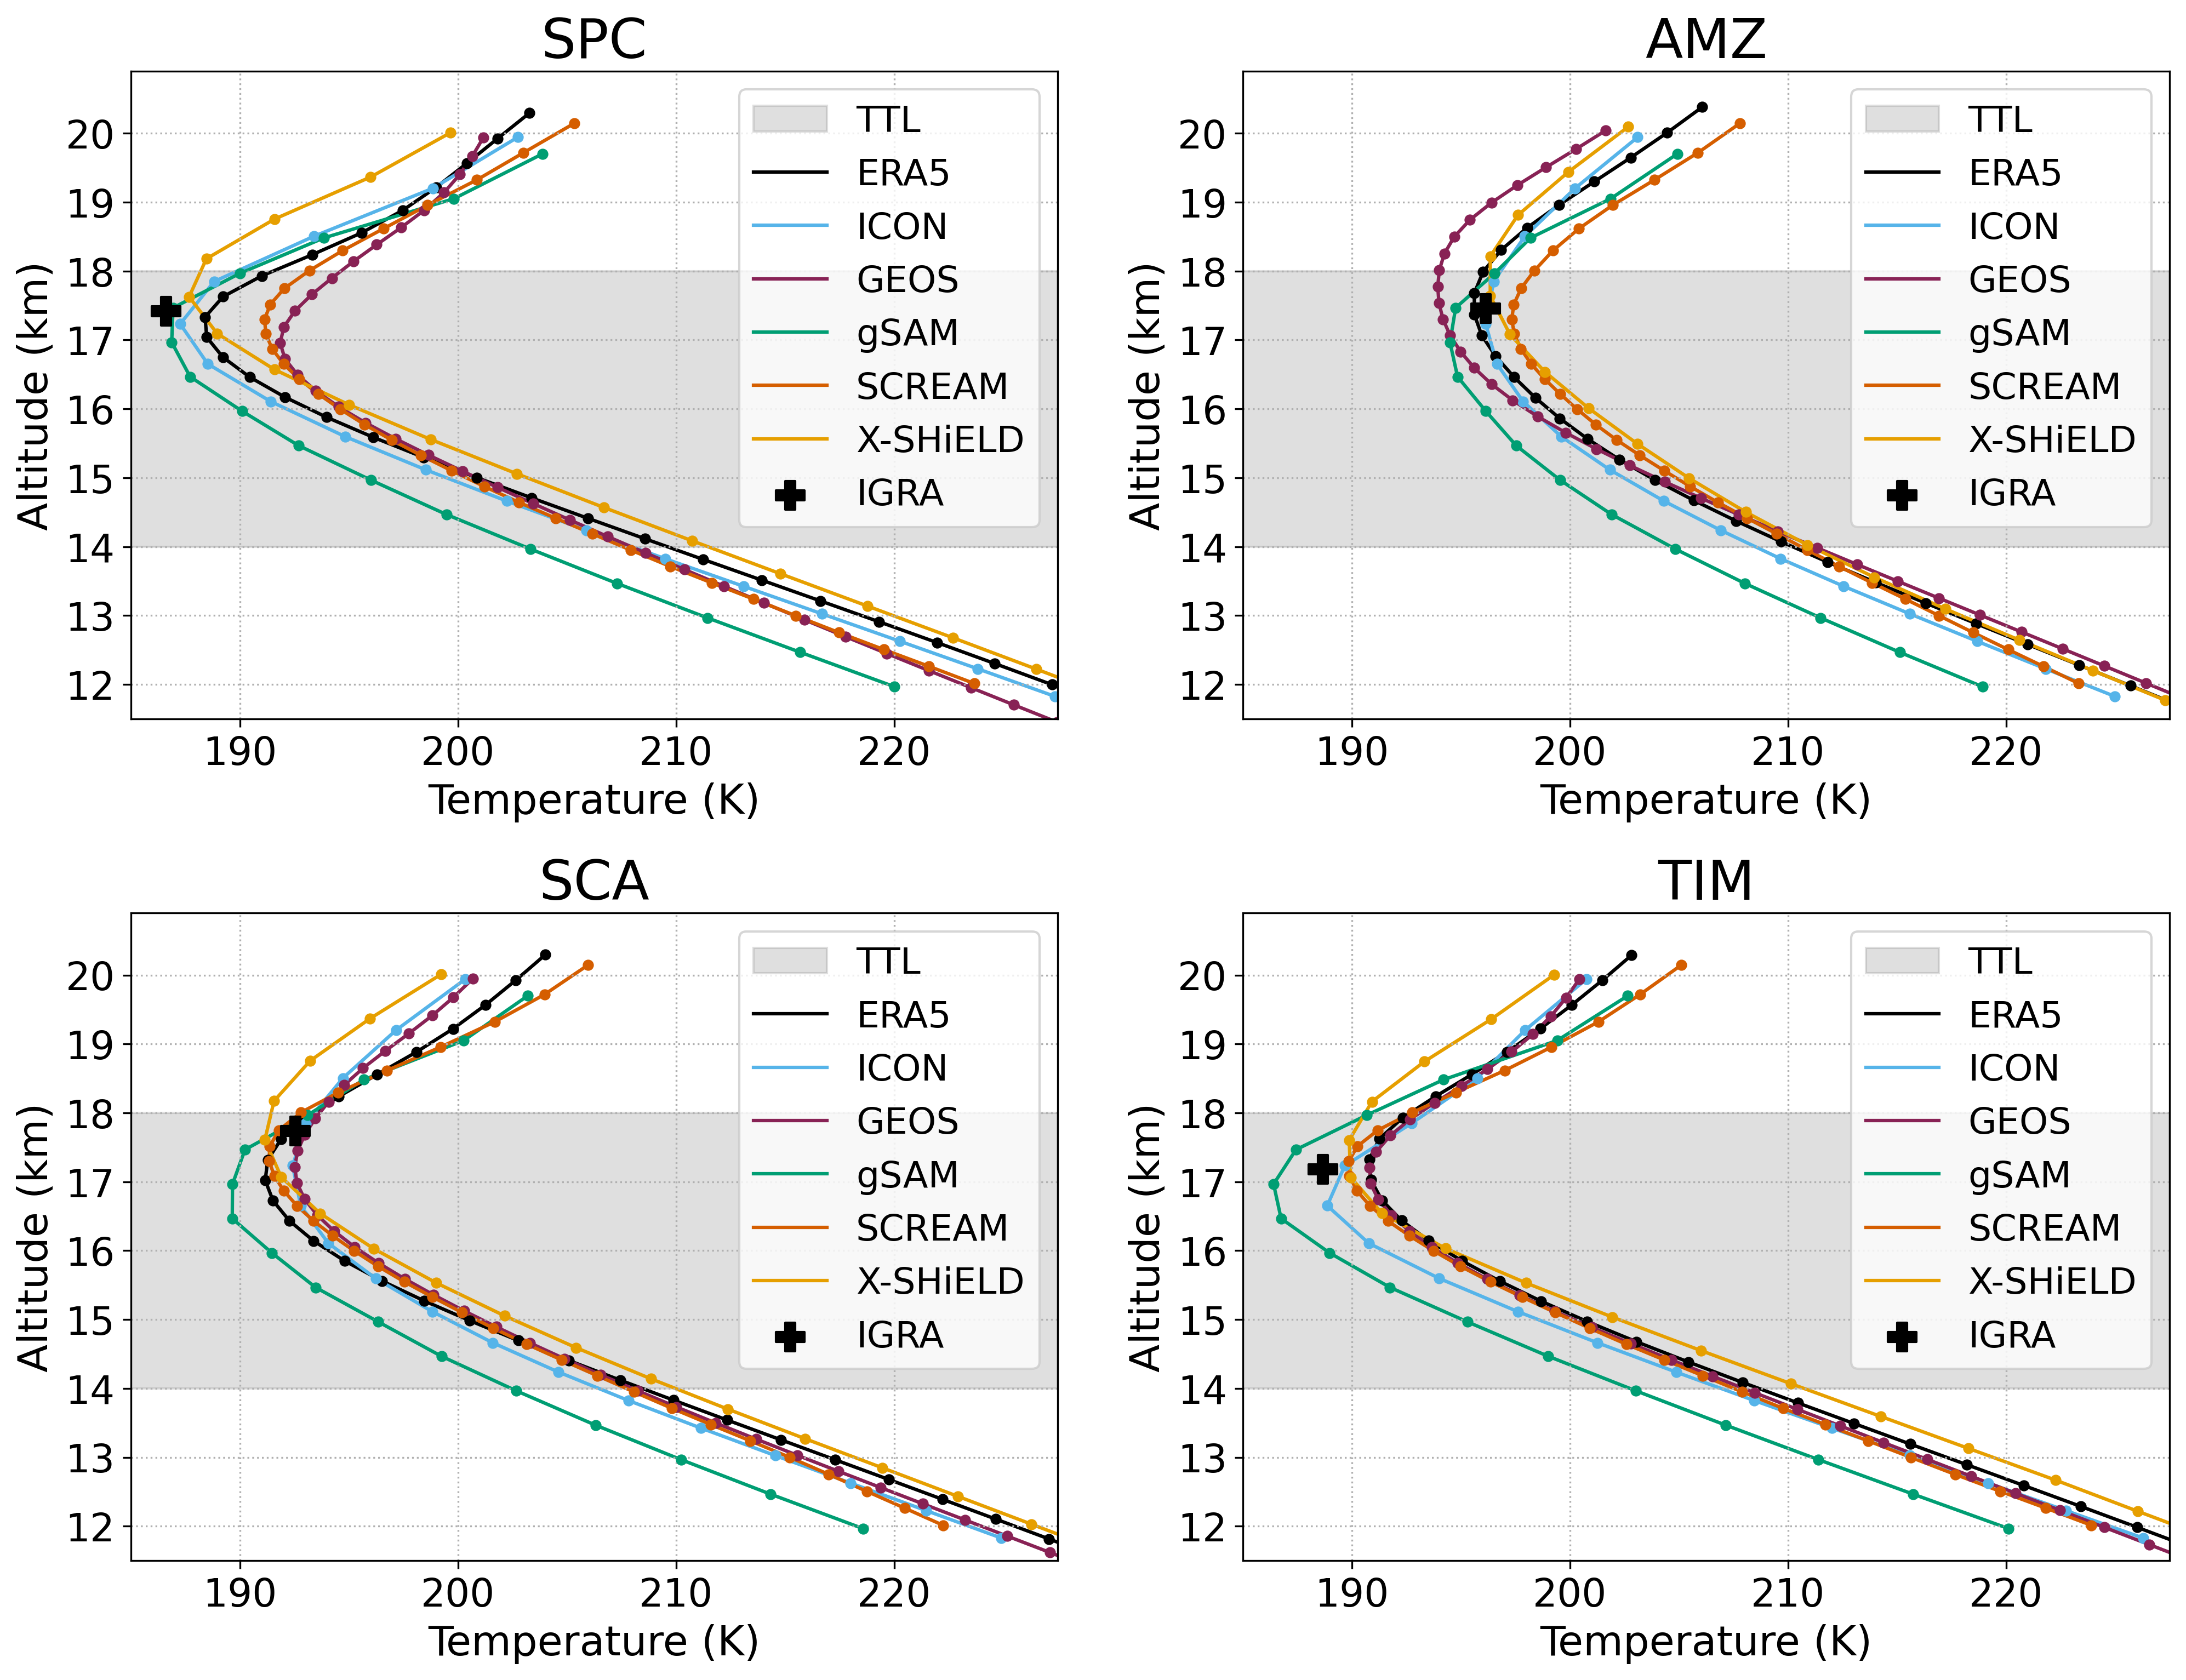 SPC
20
19
18
17
16
15
14
13
12
Altitude (km)
190 200 210 220
Temperature (K)
TTL
ERA5
ICON
GEOS
gSAM
SCREAM
X-SHiELD
IGRA
AMZ
20
19
18
17
16
15
14
13
12
Altitude (km)
190 200 210 220
Temperature (K)
TTL
ERA5
ICON
GEOS
gSAM
SCREAM
X-SHiELD
IGRA
SCA
20
19
18
17
16
15
14
13
12
Altitude (km)
190 200 210 220
Temperature (K)
TTL
ERA5
ICON
GEOS
gSAM
SCREAM
X-SHiELD
IGRA
TIM
20
19
18
17
16
15
14
13
12
Altitude (km)
190 200 210 220
Temperature (K)
TTL
ERA5
ICON
GEOS
gSAM
SCREAM
X-SHiELD
IGRA